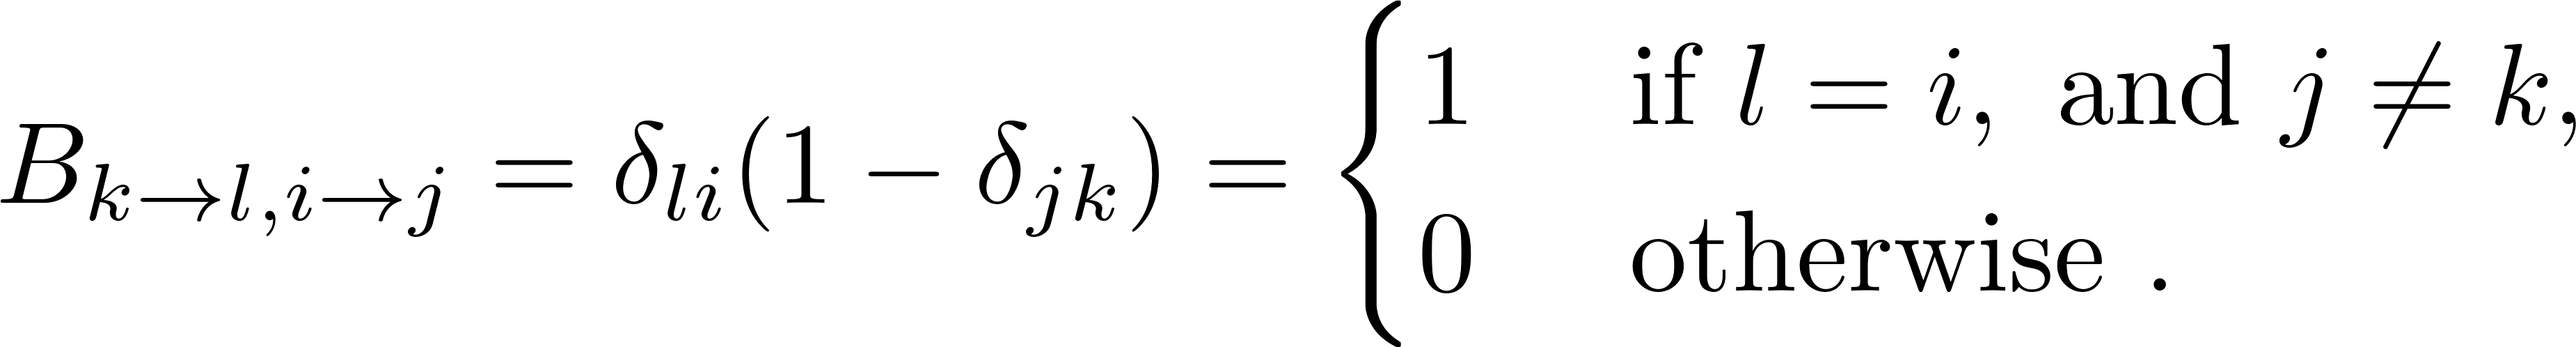 B_{k→l,i→j} = δ_{li}(1 − δ_{jk}) = { 1 if l = i, and j ≠ k,
0 otherwise .